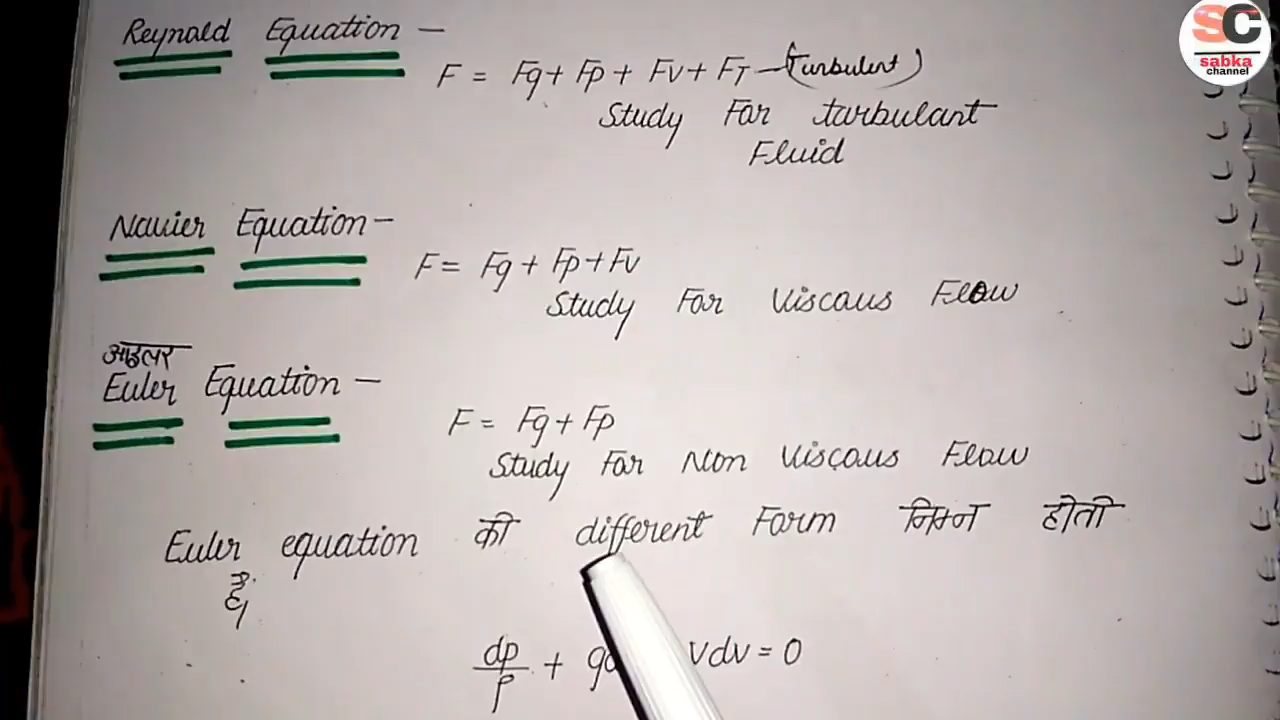 SC
sabka
channel
Reynald Equation —
F = Fg + Fp + Fv + FT — (Turbulent)
Study For turbulant
Fluid
Navier Equation —
F = Fg + Fp + Fv
Study For Viscous Flow
आइलर
Euler Equation —
F = Fg + Fp
Study For Non Viscous Flow
Euler equation की different Form निम्न होती
हैं।
dp/ρ + g vdv = 0